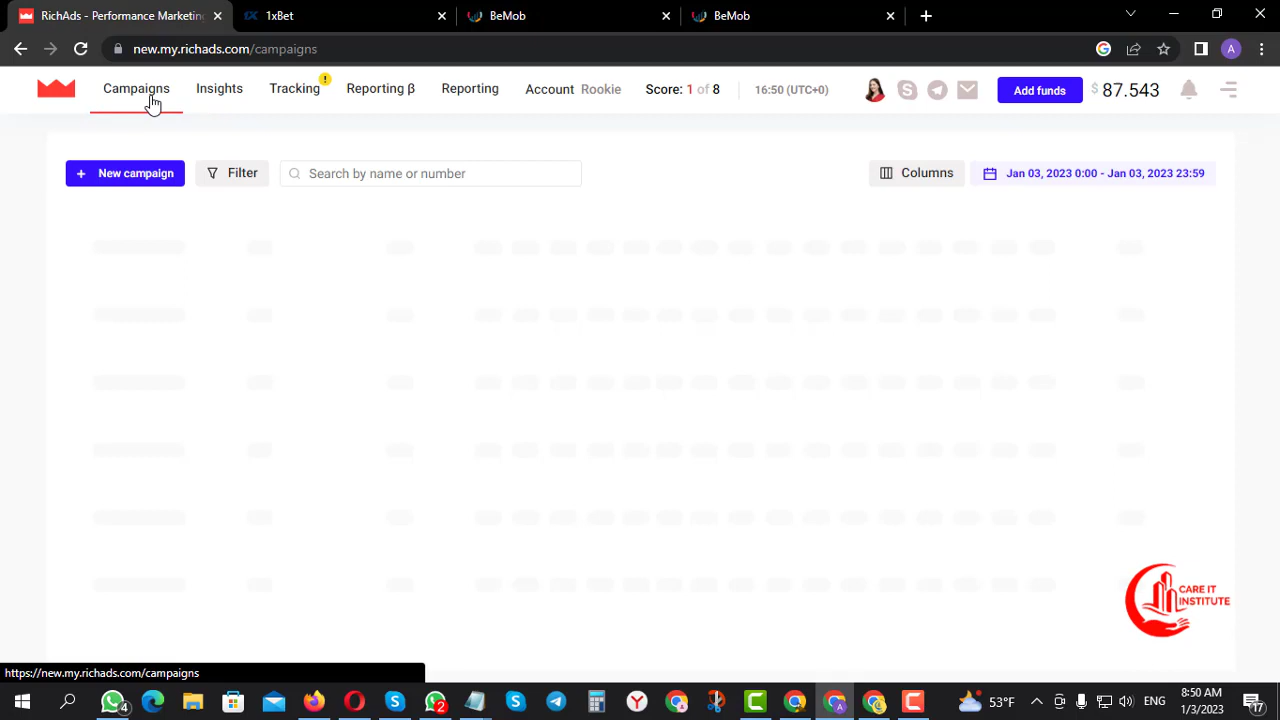 RichAds - Performance Marketing
1xBet
BeMob
BeMob
new.my.richads.com/campaigns
A
Campaigns
Insights
Tracking
!
Reporting β
Reporting
Account Rookie
Score: 1 of 8
16:50 (UTC+0)
Add funds
$ 87.543
+ New campaign
Filter
Search by name or number
Columns
Jan 03, 2023 0:00 - Jan 03, 2023 23:59
CARE IT
INSTITUTE
https://new.my.richads.com/campaigns
4
2
53°F
ENG
8:50 AM
1/3/2023
17